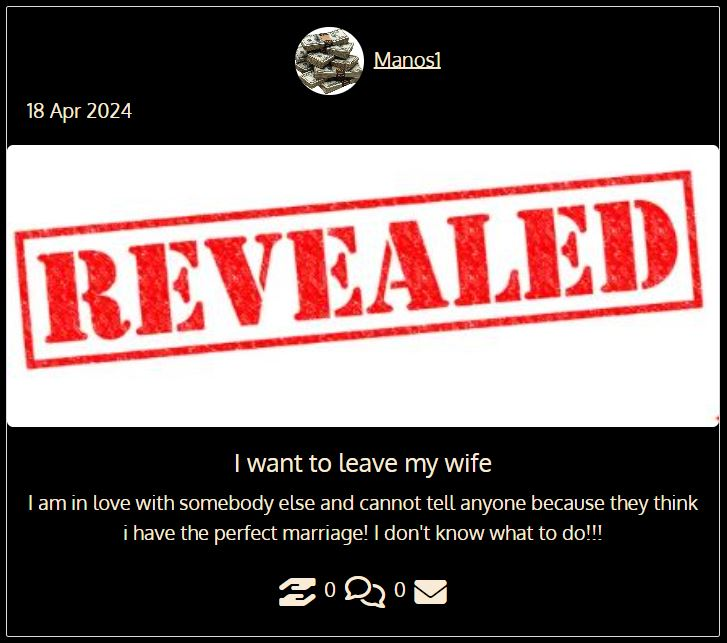 Manos1
18 Apr 2024
REVEALED
I want to leave my wife
I am in love with somebody else and cannot tell anyone because they think
i have the perfect marriage! I don't know what to do!!!
0 0